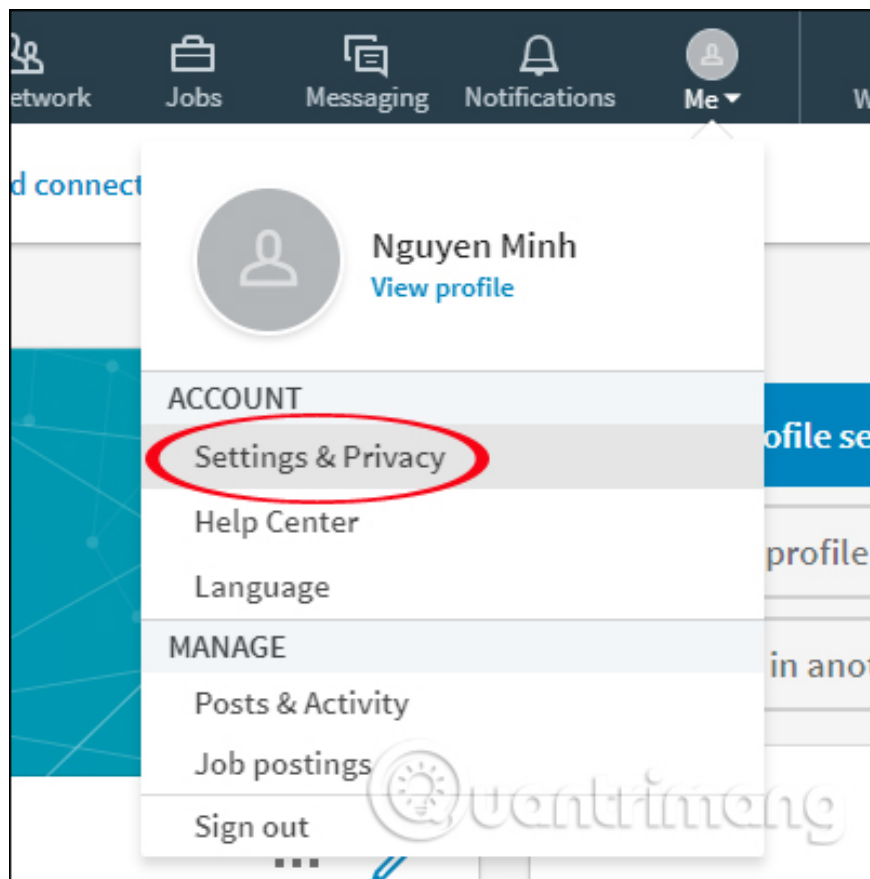 etwork Jobs Messaging Notifications Me W
d connect
Nguyen Minh
View profile
ACCOUNT
ofile se
Settings & Privacy
Help Center
profile
Language
MANAGE
in anot
Posts & Activity
Job postings
Quantrimang
Sign out